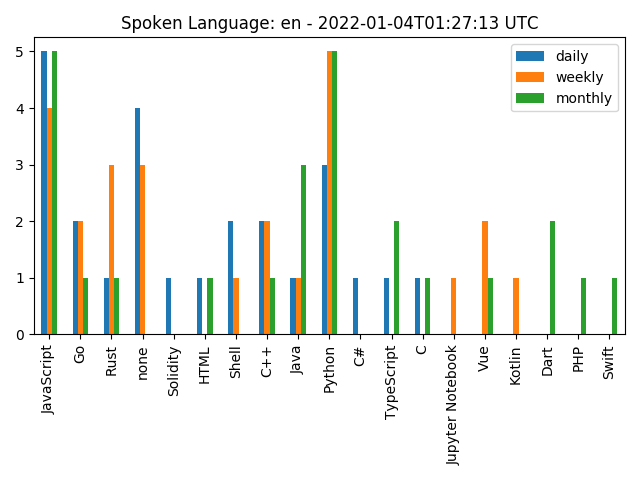 Spoken Language: en - 2022-01-04T01:27:13 UTC
daily
weekly
monthly
5
4
3
2
1
0
JavaScript
Go
Rust
none
Solidity
HTML
Shell
C++
Java
Python
C#
TypeScript
C
Jupyter Notebook
Vue
Kotlin
Dart
PHP
Swift